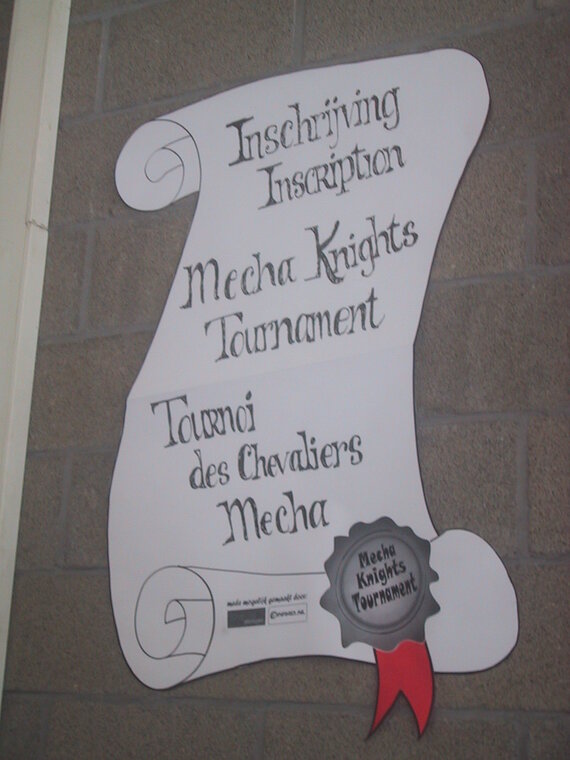 Inschrijving
Inscription
Mecha Knights
Tournament
Tournoi
des Chevaliers
Mecha
mede mogelijk gemaakt door:
Mecha
Knights
Tournament